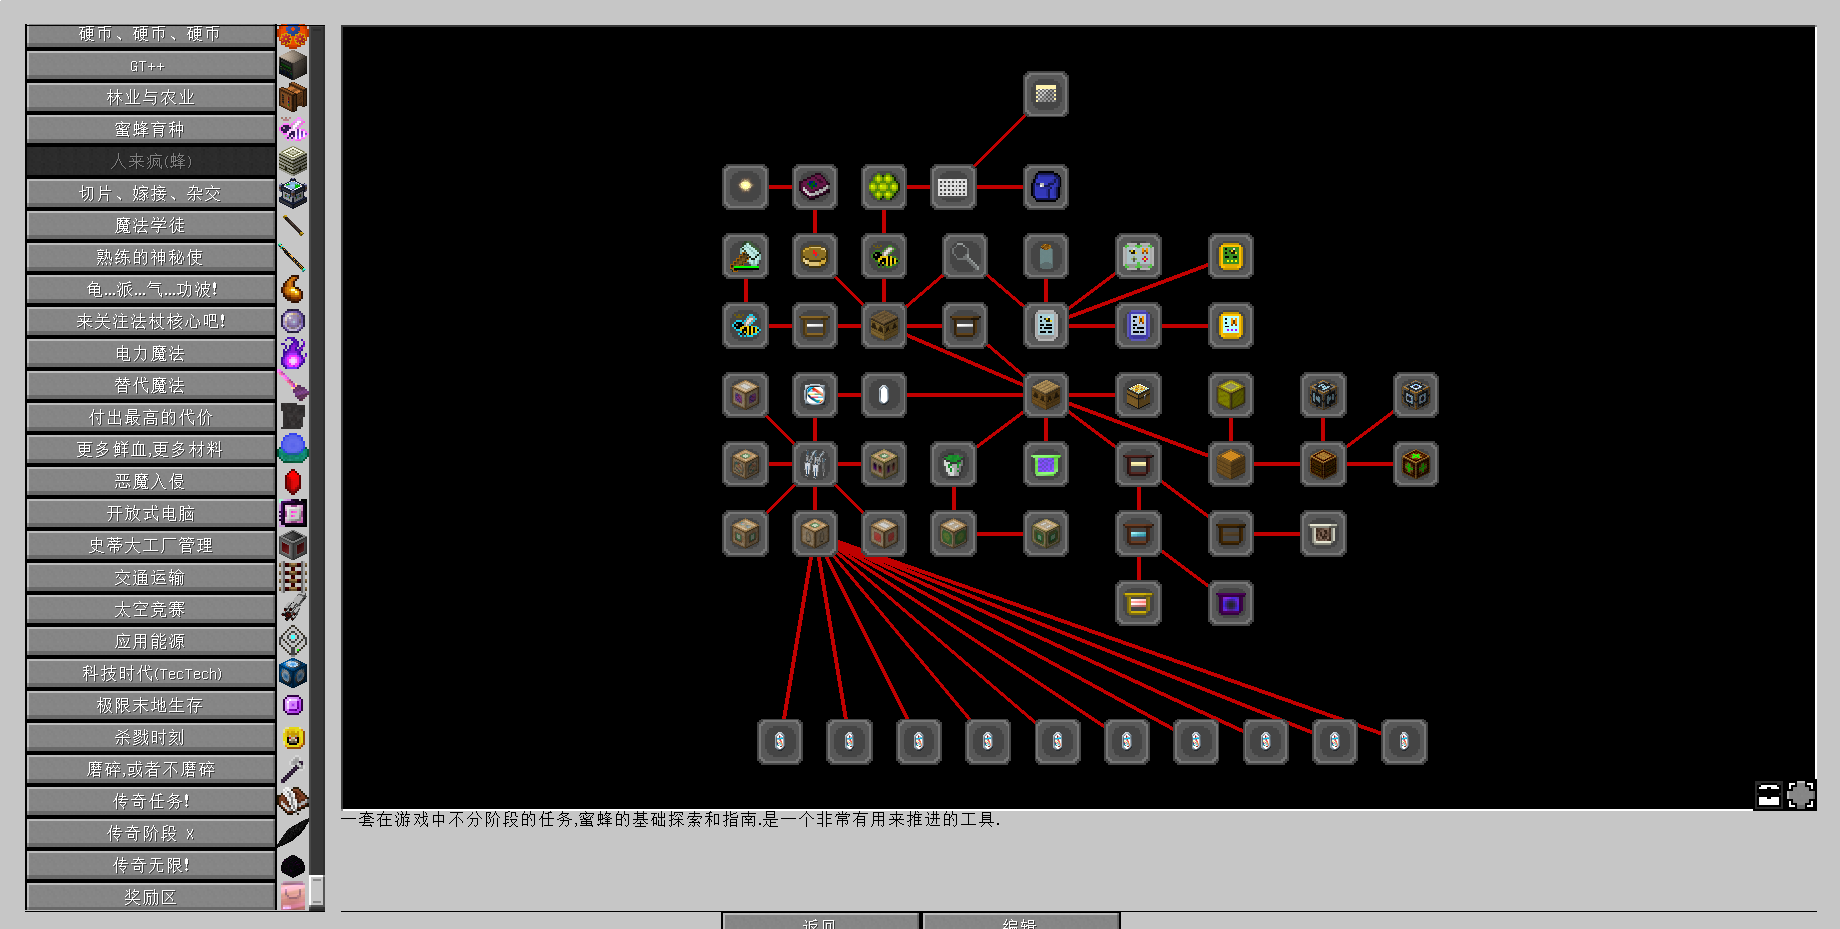 硬币、硬币、硬币
GT++
林业与农业
蜜蜂育种
人来疯(蜂)
切片、嫁接、杂交
魔法学徒
熟练的神秘使
龟...派...气...功波!
来关注法杖核心吧!
电力魔法
替代魔法
付出最高的代价
更多鲜血,更多材料
恶魔入侵
开放式电脑
史蒂夫工厂管理
交通运输
太空竞赛
应用能源
科技时代(TecTech)
极限末地生存
杀戮时刻
磨碎,或者不磨碎
传奇任务!
传奇阶段 X
传奇无限!
奖励区
一套在游戏中不分阶段的任务,蜜蜂的基础探索和指南.是一个非常有用来推进的工具.
返回
编辑